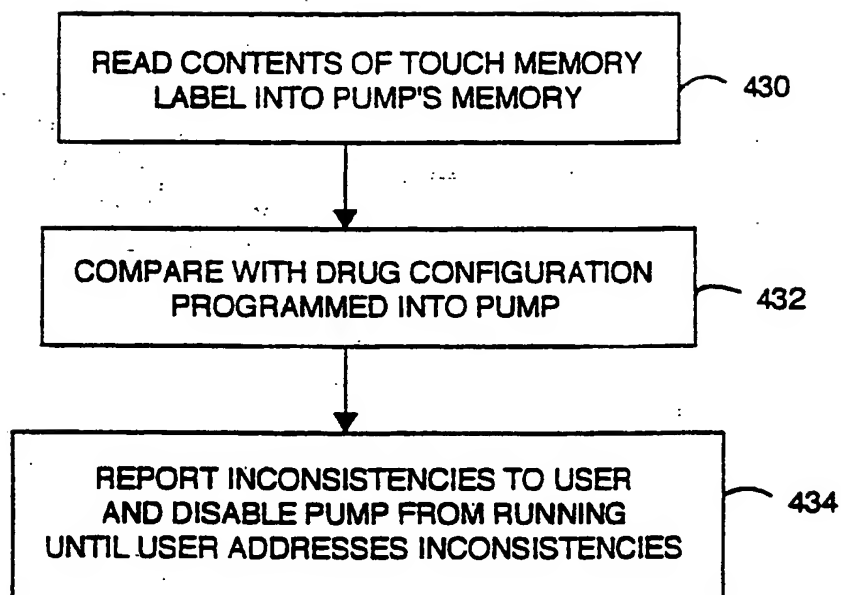 READ CONTENTS OF TOUCH MEMORY
LABEL INTO PUMP'S MEMORY
430
COMPARE WITH DRUG CONFIGURATION
PROGRAMMED INTO PUMP
432
REPORT INCONSISTENCIES TO USER
AND DISABLE PUMP FROM RUNNING
UNTIL USER ADDRESSES INCONSISTENCIES
434